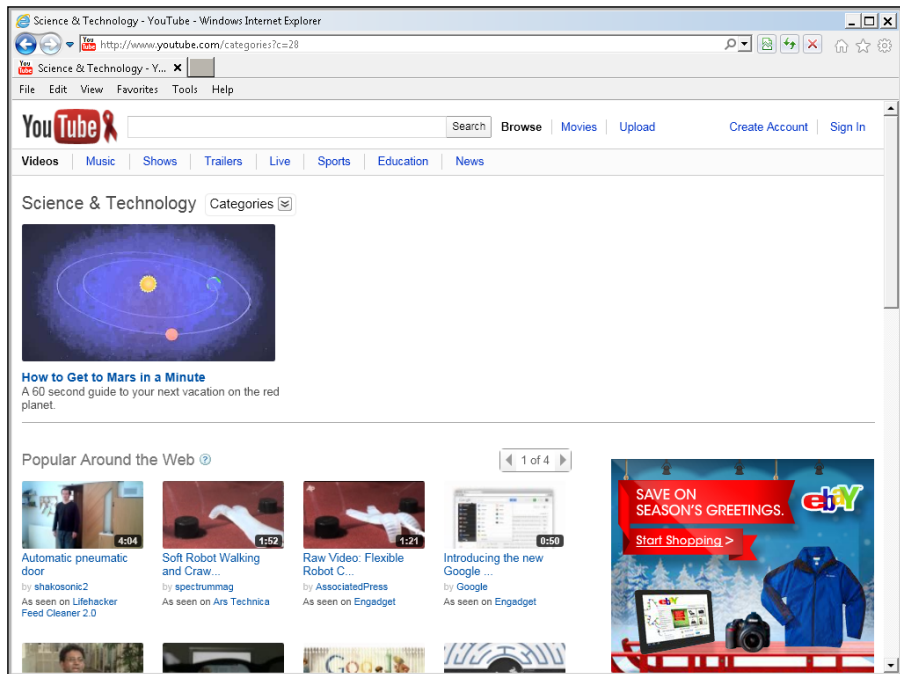 Science & Technology - YouTube - Windows Internet Explorer
http://www.youtube.com/categories?c=28
Science & Technology - Y...
File Edit View Favorites Tools Help
YouTube
Search Browse Movies Upload Create Account Sign In
Videos Music Shows Trailers Live Sports Education News
Science & Technology Categories
How to Get to Mars in a Minute
A 60 second guide to your next vacation on the red
planet.
Popular Around the Web ?
1 of 4
4:04 1:52 1:21 0:50
Automatic pneumatic
door
by shakosonic2
As seen on Lifehacker
Feed Cleaner 2.0
Soft Robot Walking
and Craw...
by spectrummag
As seen on Ars Technica
Raw Video: Flexible
Robot C...
by AssociatedPress
As seen on Engadget
Introducing the new
Google ...
by Google
As seen on Engadget
SAVE ON
SEASON'S GREETINGS.
ebay
Start Shopping >